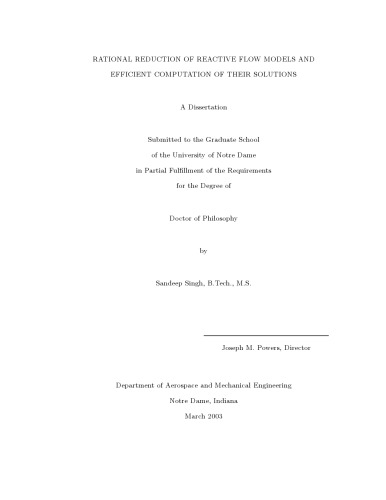 RATIONAL REDUCTION OF REACTIVE FLOW MODELS AND
EFFICIENT COMPUTATION OF THEIR SOLUTIONS
A Dissertation
Submitted to the Graduate School
of the University of Notre Dame
in Partial Fulfillment of the Requirements
for the Degree of
Doctor of Philosophy
by
Sandeep Singh, B.Tech., M.S.
Joseph M. Powers, Director
Department of Aerospace and Mechanical Engineering
Notre Dame, Indiana
March 2003